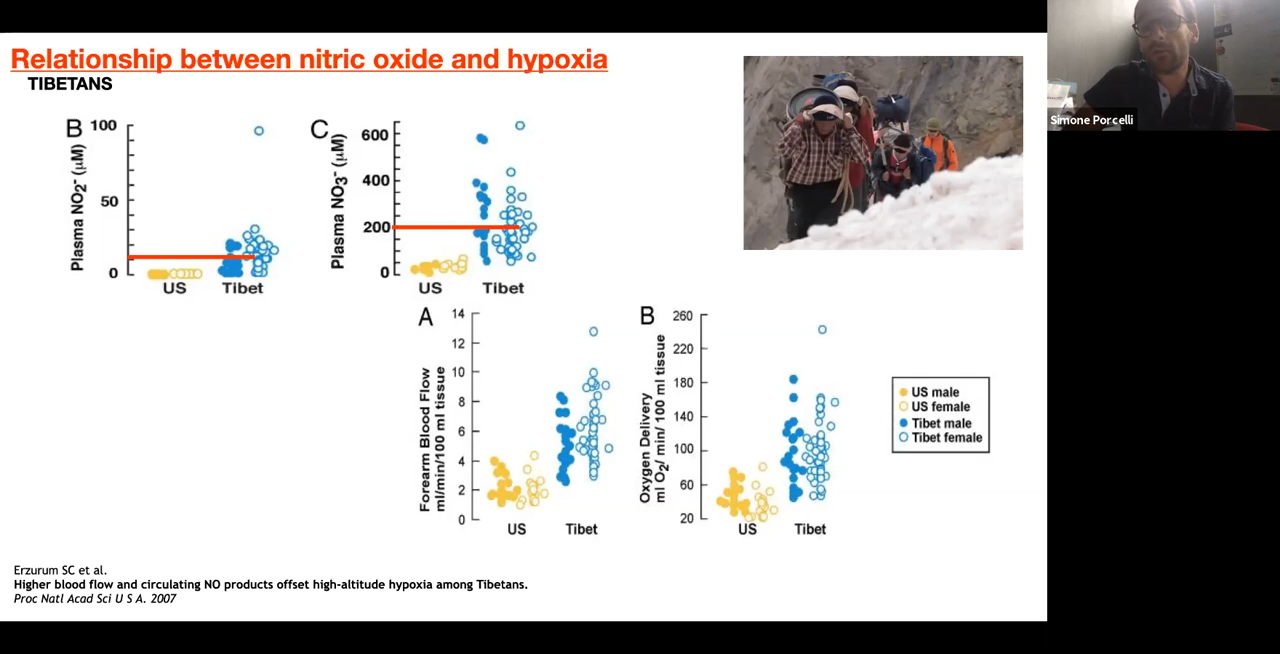 Relationship between nitric oxide and hypoxia
TIBETANS
B
Plasma NO2- (μM)
100
50
0
US
Tibet
C
Plasma NO3- (μM)
600
400
200
0
US
Tibet
A
Forearm Blood Flow
ml/min/100 ml tissue
14
12
10
8
6
4
2
0
US
Tibet
B
Oxygen Delivery
ml O2/ min/ 100 ml tissue
260
220
180
140
100
60
20
US
Tibet
US male
US female
Tibet male
Tibet female
Erzurum SC et al.
Higher blood flow and circulating NO products offset high-altitude hypoxia among Tibetans.
Proc Natl Acad Sci U S A. 2007
Simone Porcelli